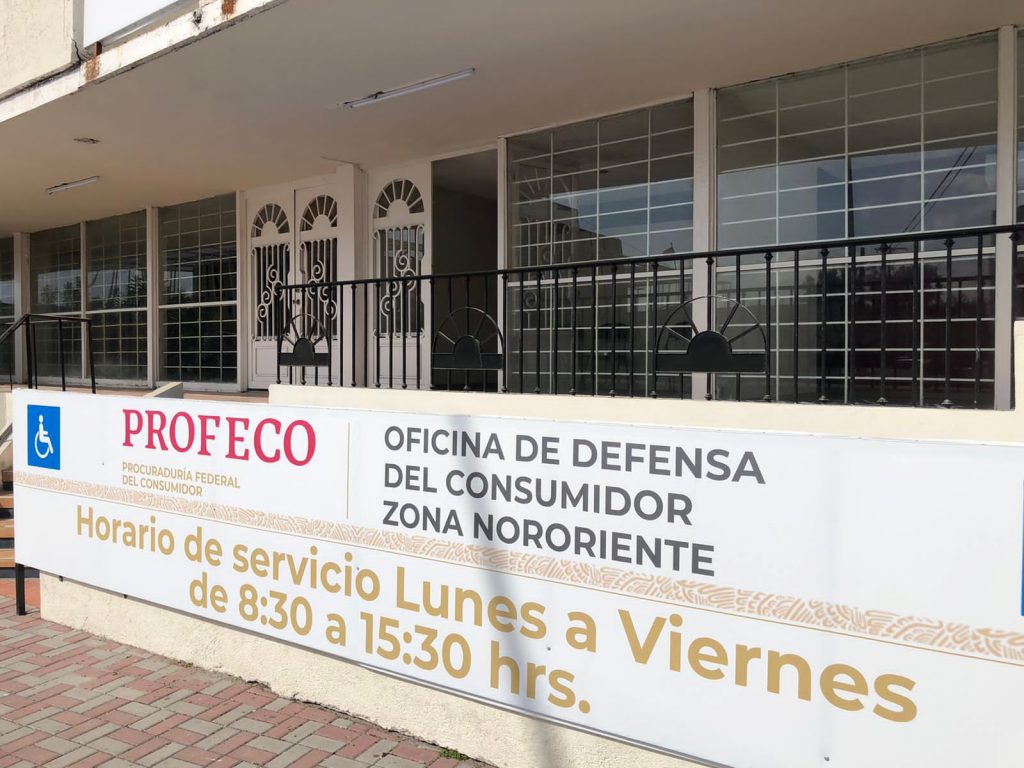 PROFECO
PROCURADURÍA FEDERAL
DEL CONSUMIDOR
OFICINA DE DEFENSA
DEL CONSUMIDOR
ZONA NORORIENTE
Horario de servicio Lunes a Viernes
de 8:30 a 15:30 hrs.